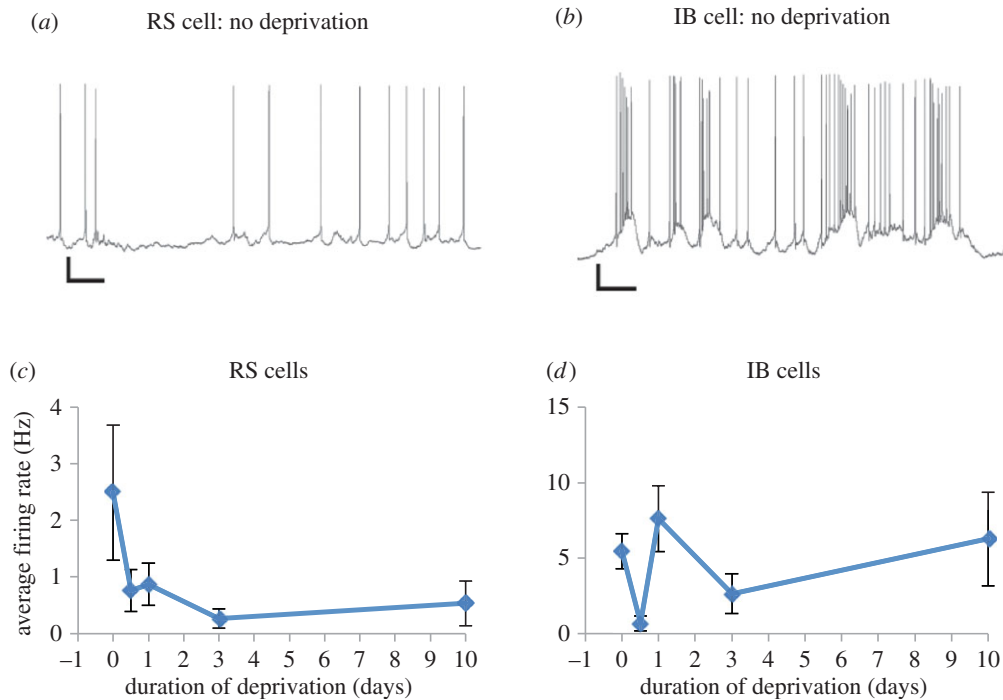 (a) RS cell: no deprivation
(b) IB cell: no deprivation
(c) RS cells
average firing rate (Hz)
4
3
2
1
0
–1 0 1 2 3 4 5 6 7 8 9 10
duration of deprivation (days)
(d) IB cells
15
10
5
0
–1 0 1 2 3 4 5 6 7 8 9 10
duration of deprivation (days)